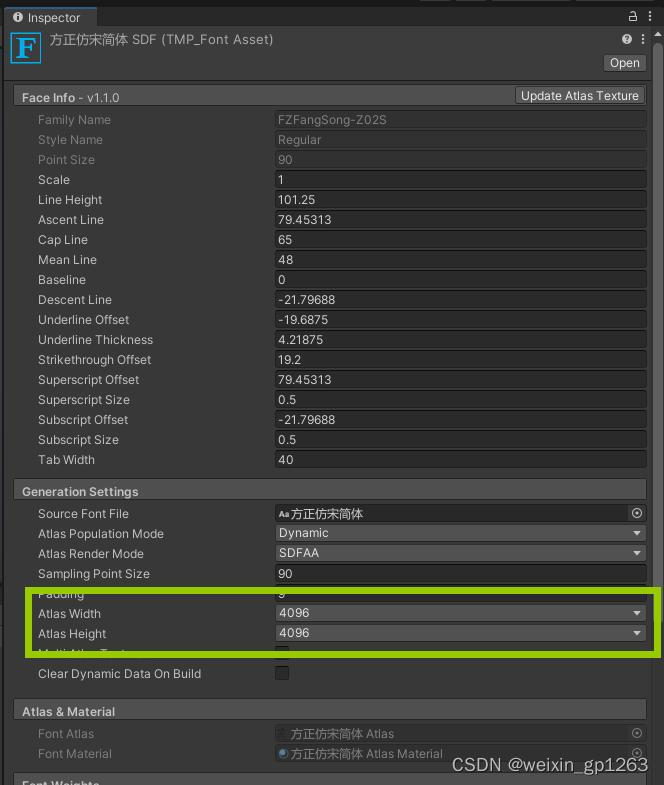 Inspector
方正仿宋简体 SDF (TMP_Font Asset)
Open
Face Info - v1.1.0 Update Atlas Texture
Family Name FZFangSong-Z02S
Style Name Regular
Point Size 90
Scale 1
Line Height 101.25
Ascent Line 79.45313
Cap Line 65
Mean Line 48
Baseline 0
Descent Line -21.79688
Underline Offset -19.6875
Underline Thickness 4.21875
Strikethrough Offset 19.2
Superscript Offset 79.45313
Superscript Size 0.5
Subscript Offset -21.79688
Subscript Size 0.5
Tab Width 40
Generation Settings
Source Font File Aa方正仿宋简体
Atlas Population Mode Dynamic
Atlas Render Mode SDFAA
Sampling Point Size 90
Padding 9
Atlas Width 4096
Atlas Height 4096
Clear Dynamic Data On Build
Atlas & Material
Font Atlas 方正仿宋简体 Atlas
Font Material 方正仿宋简体 Atlas Material
CSDN @weixin_gp1263
Font Weights